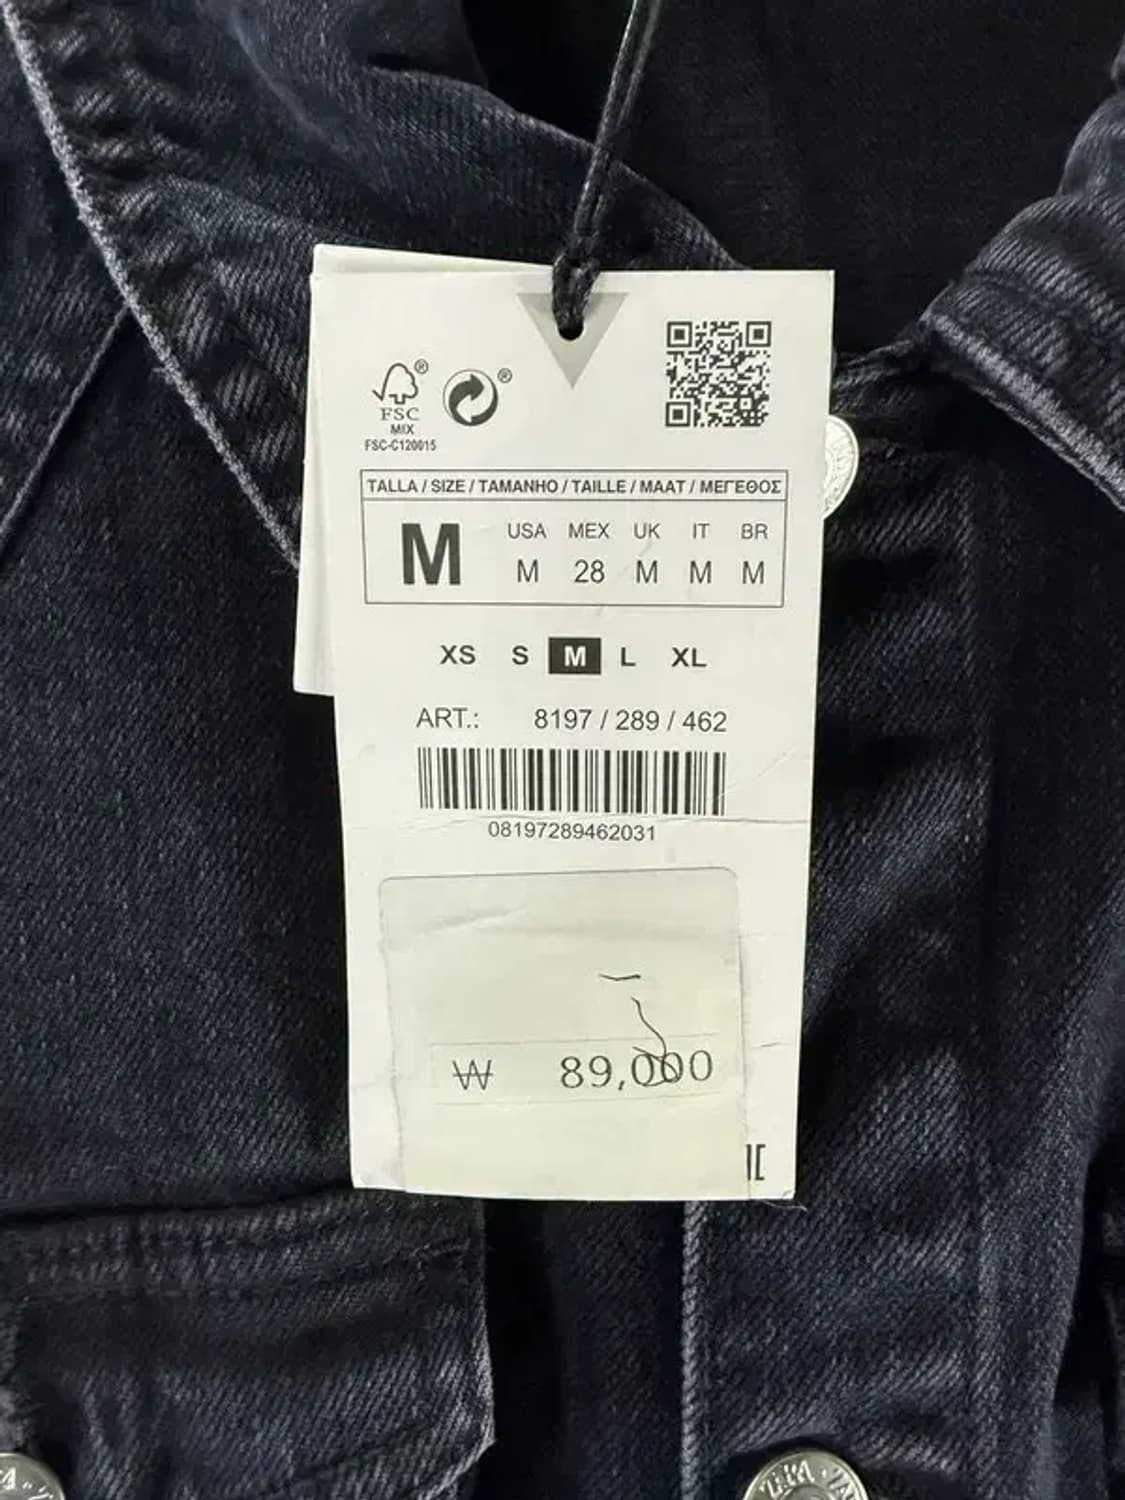 FSC
MIX
FSC-C120015
TALLA / SIZE / TAMANHO / TAILLE / MAAT / ΜΕΓΕΘΟΣ
M
USA MEX UK IT BR
M 28 M M M
XS S M L XL
ART.: 8197 / 289 / 462
08197289462031
₩ 89,000